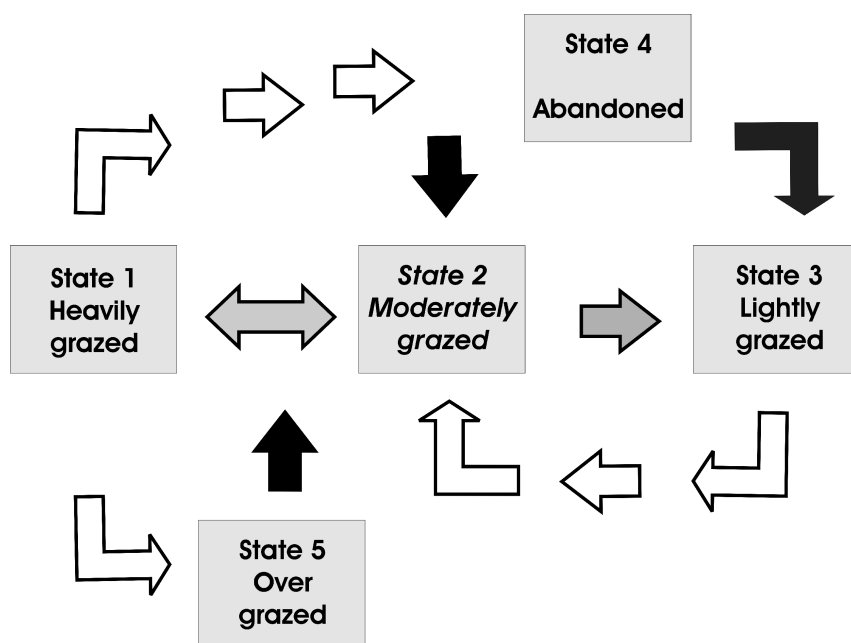 State 4
Abandoned
State 1
Heavily
grazed
State 2
Moderately
grazed
State 3
Lightly
grazed
State 5
Over
grazed